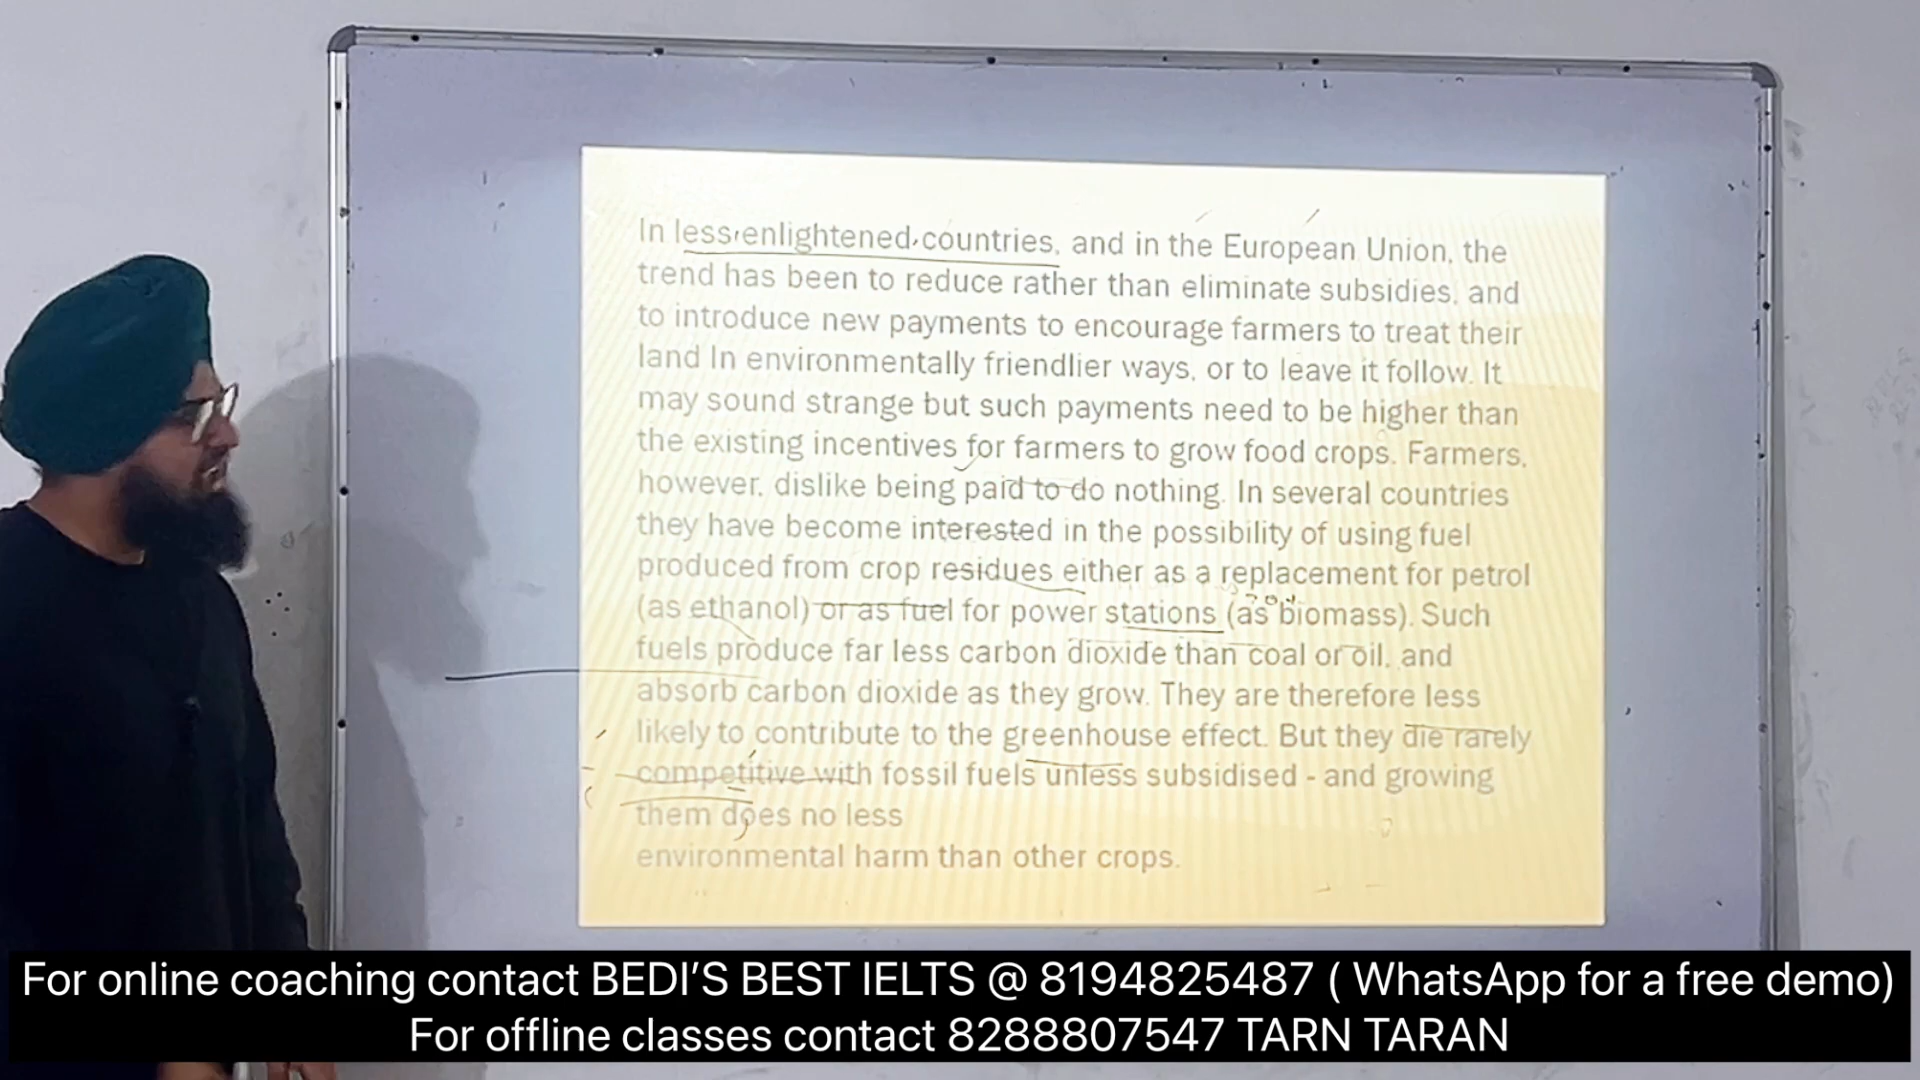 In less enlightened countries, and in the European Union, the
trend has been to reduce rather than eliminate subsidies, and
to introduce new payments to encourage farmers to treat their
land In environmentally friendlier ways, or to leave it follow. It
may sound strange but such payments need to be higher than
the existing incentives for farmers to grow food crops. Farmers,
however, dislike being paid to do nothing. In several countries
they have become interested in the possibility of using fuel
produced from crop residues either as a replacement for petrol
(as ethanol) or as fuel for power stations (as biomass). Such
fuels produce far less carbon dioxide than coal or oil, and
absorb carbon dioxide as they grow. They are therefore less
likely to contribute to the greenhouse effect. But they die rarely
competitive with fossil fuels unless subsidised - and growing
them does no less
environmental harm than other crops.
For online coaching contact BEDI’S BEST IELTS @ 8194825487 ( WhatsApp for a free demo)
For offline classes contact 8288807547 TARN TARAN